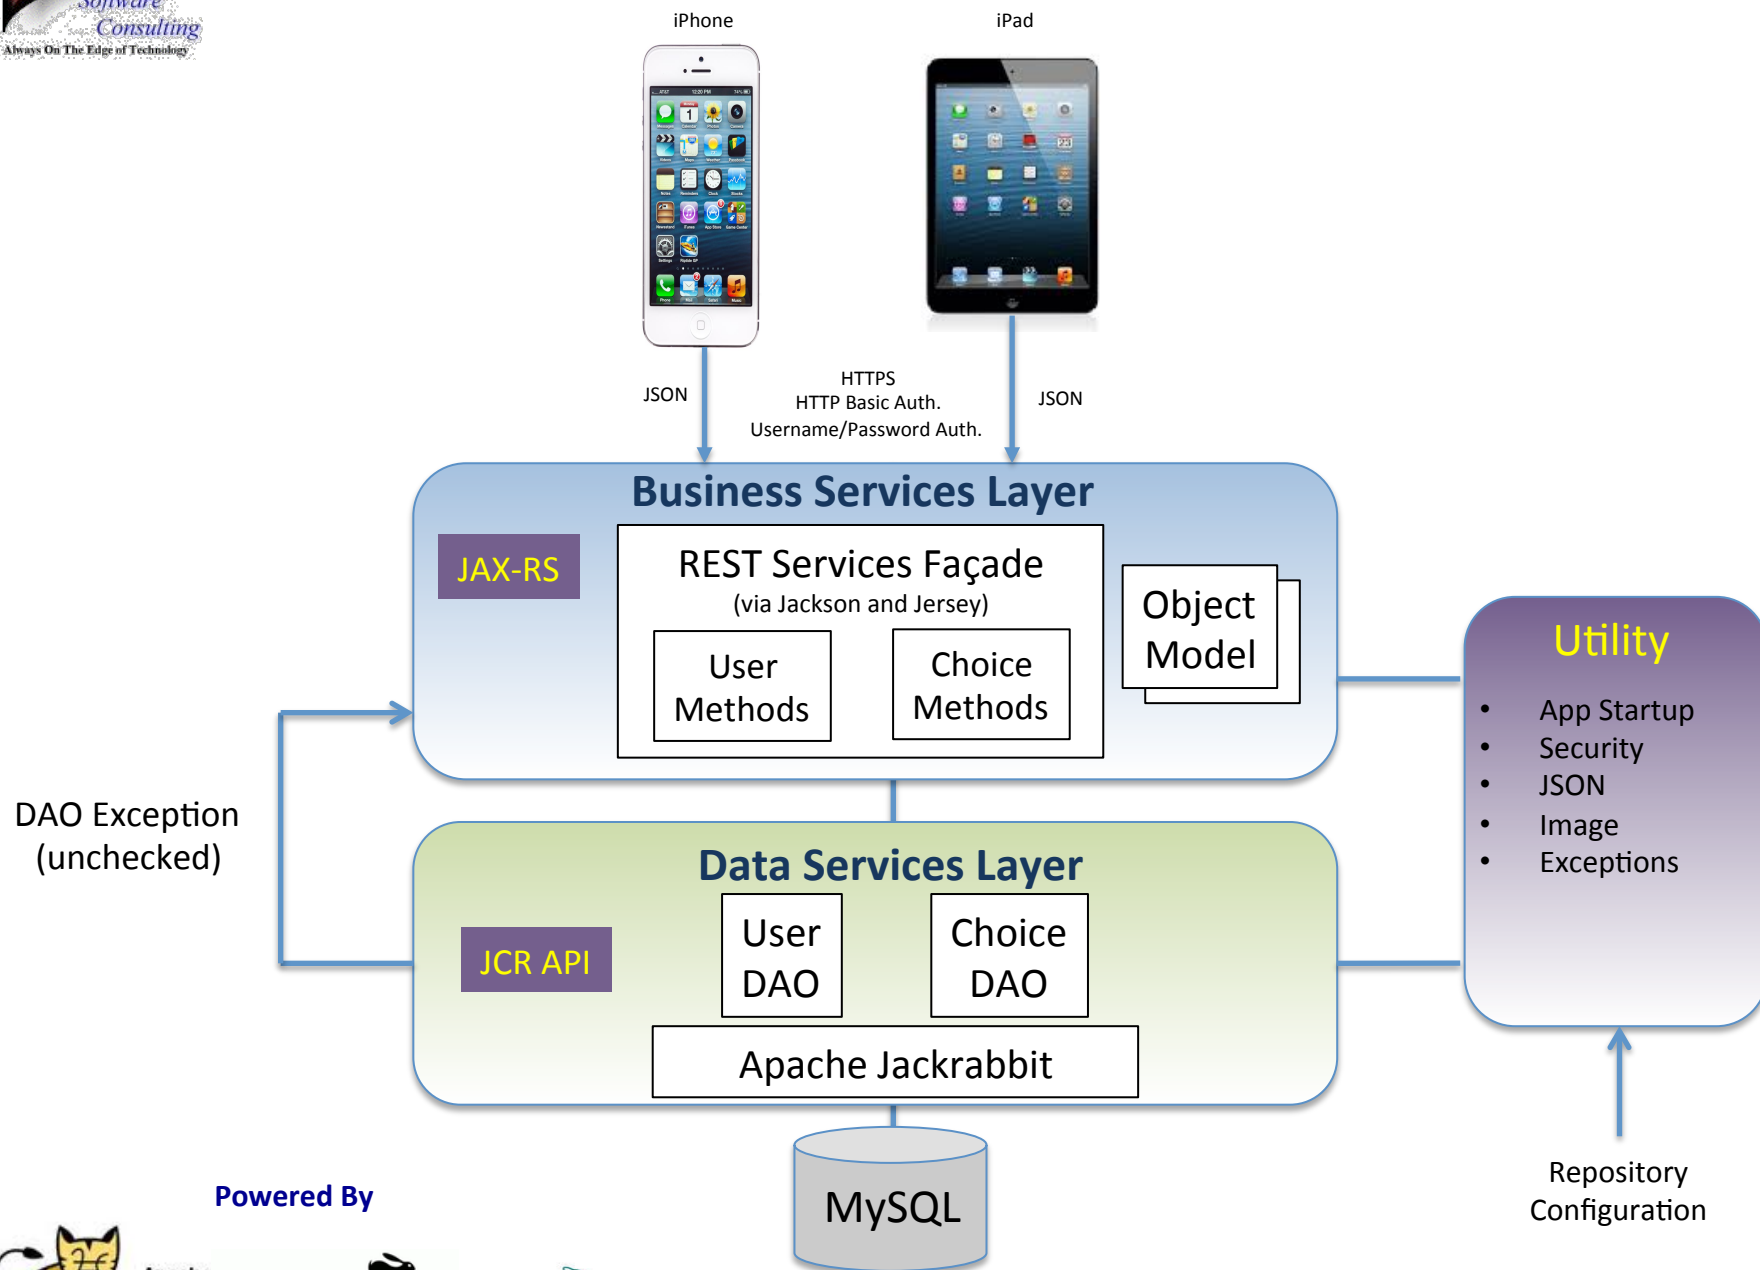 Software
Consulting
Always On The Edge of Technology
iPhone
iPad
JSON
HTTPS
HTTP Basic Auth.
Username/Password Auth.
JSON
Business Services Layer
JAX-RS
REST Services Façade
(via Jackson and Jersey)
User
Methods
Choice
Methods
Object
Model
Utility
• App Startup
• Security
• JSON
• Image
• Exceptions
DAO Exception
(unchecked)
Data Services Layer
JCR API
User
DAO
Choice
DAO
Apache Jackrabbit
MySQL
Repository
Configuration
Powered By